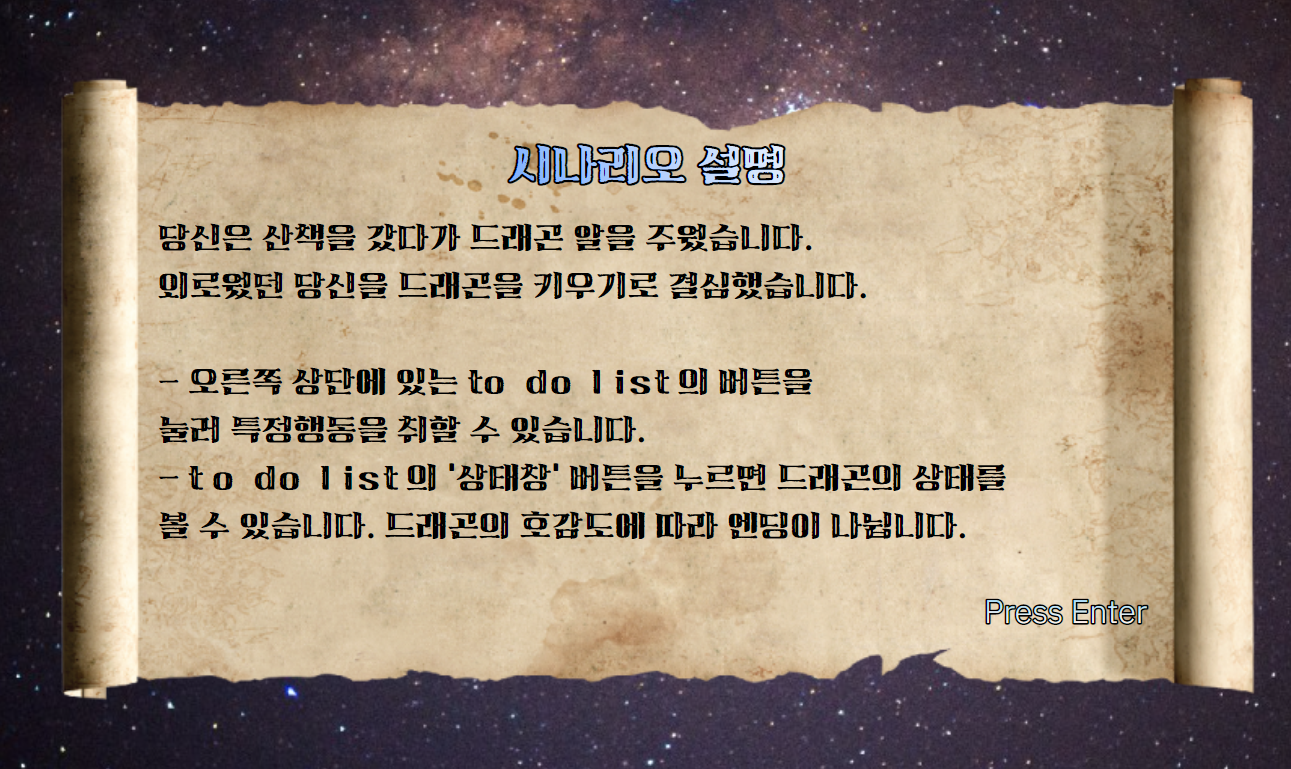 시나리오 설명
당신은 산책을 갔다가 드래곤 알을 주웠습니다.
외로웠던 당신을 드래곤을 키우기로 결심했습니다.
- 오른쪽 상단에 있는 to do list의 버튼을
눌러 특정행동을 취할 수 있습니다.
- to do list의 '상태창' 버튼을 누르면 드래곤의 상태를
볼 수 있습니다. 드래곤의 호감도에 따라 엔딩이 나뉩니다.
Press Enter